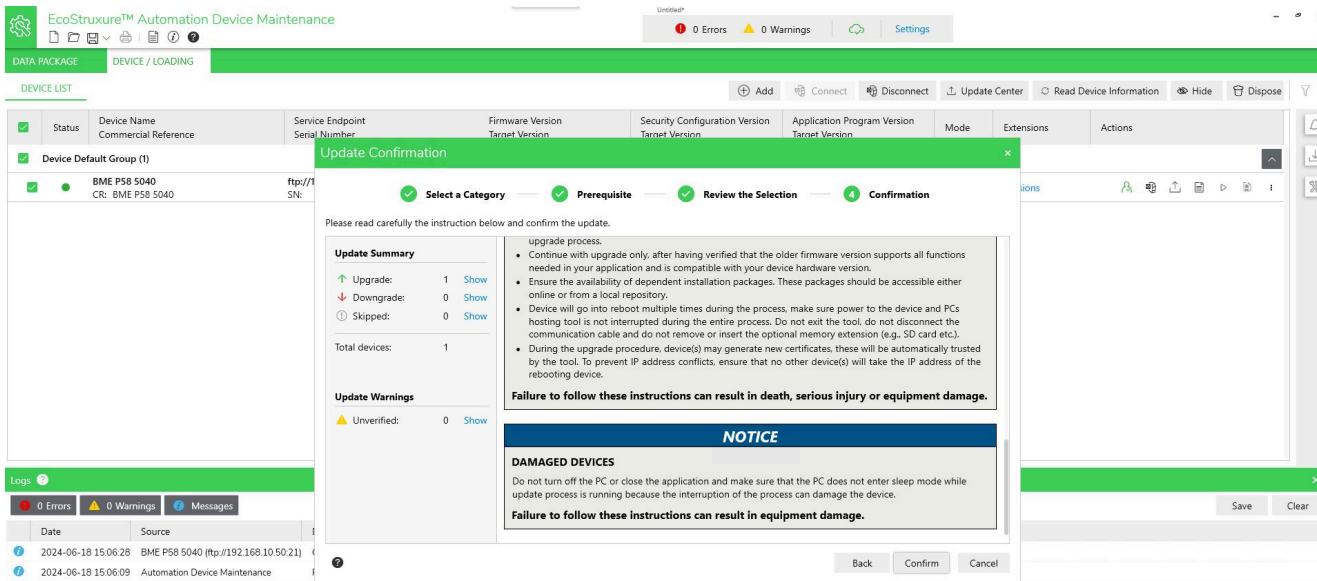 Untitled*
EcoStruxure™ Automation Device Maintenance
0 Errors 0 Warnings Settings
DATA PACKAGE DEVICE / LOADING
DEVICE LIST
Add Connect Disconnect Update Center Read Device Information Hide Dispose
Status Device Name Service Endpoint Firmware Version Security Configuration Version Application Program Version Mode Extensions Actions
Commercial Reference Serial Number Target Version Target Version Target Version
Device Default Group (1)
BME P58 5040 ftp://1
CR: BME P58 5040 SN:
Update Confirmation
Select a Category Prerequisite Review the Selection 4 Confirmation
Please read carefully the instruction below and confirm the update.
Update Summary
Upgrade: 1 Show
Downgrade: 0 Show
Skipped: 0 Show
Total devices: 1
Update Warnings
Unverified: 0 Show
upgrade process.
• Continue with upgrade only, after having verified that the older firmware version supports all functions
needed in your application and is compatible with your device hardware version.
• Ensure the availability of dependent installation packages. These packages should be accessible either
online or from a local repository.
• Device will go into reboot multiple times during the process, make sure power to the device and PCs
hosting tool is not interrupted during the entire process. Do not exit the tool, do not disconnect the
communication cable and do not remove or insert the optional memory extension (e.g., SD card etc.).
• During the upgrade procedure, device(s) may generate new certificates, these will be automatically trusted
by the tool. To prevent IP address conflicts, ensure that no other device(s) will take the IP address of the
rebooting device.
Failure to follow these instructions can result in death, serious injury or equipment damage.
NOTICE
DAMAGED DEVICES
Do not turn off the PC or close the application and make sure that the PC does not enter sleep mode while
update process is running because the interruption of the process can damage the device.
Failure to follow these instructions can result in equipment damage.
Back Confirm Cancel
Logs
0 Errors 0 Warnings Messages
Save Clear
Date Source
2024-06-18 15:06:28 BME P58 5040 (ftp://192.168.10.50:21)
2024-06-18 15:06:09 Automation Device Maintenance